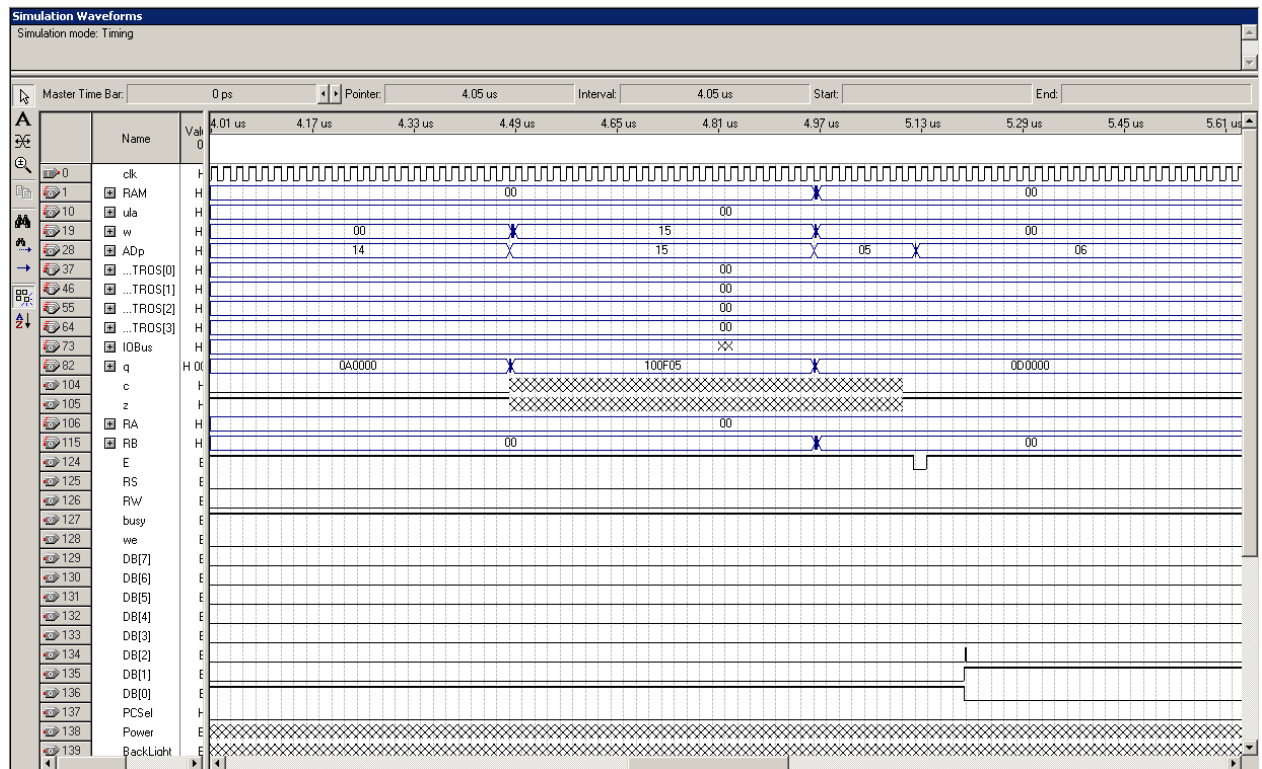 Simulation Waveforms
Simulation mode: Timing
Master Time Bar: 0 ps Pointer: 4.05 us Interval: 4.05 us Start: End:
Name
4.01 us 4.17 us 4.33 us 4.49 us 4.65 us 4.81 us 4.97 us 5.13 us 5.29 us 5.45 us 5.61 us
0 clk
1 RAM H 00 00
10 ula H 00
19 w H 00 15 00
28 ADp H 14 15 05 06
37 ...TROS[0] H 00
46 ...TROS[1] H 00
55 ...TROS[2] H 00
64 ...TROS[3] H 00
73 IOBus H XX
82 q H 0A0000 100F05 0D0000
104 c
105 z
106 RA H 00
115 RB H 00 00
124 E
125 RS
126 RW
127 busy
128 we
129 DB[7]
130 DB[6]
131 DB[5]
132 DB[4]
133 DB[3]
134 DB[2]
135 DB[1]
136 DB[0]
137 PCSel
138 Power
139 BackLight